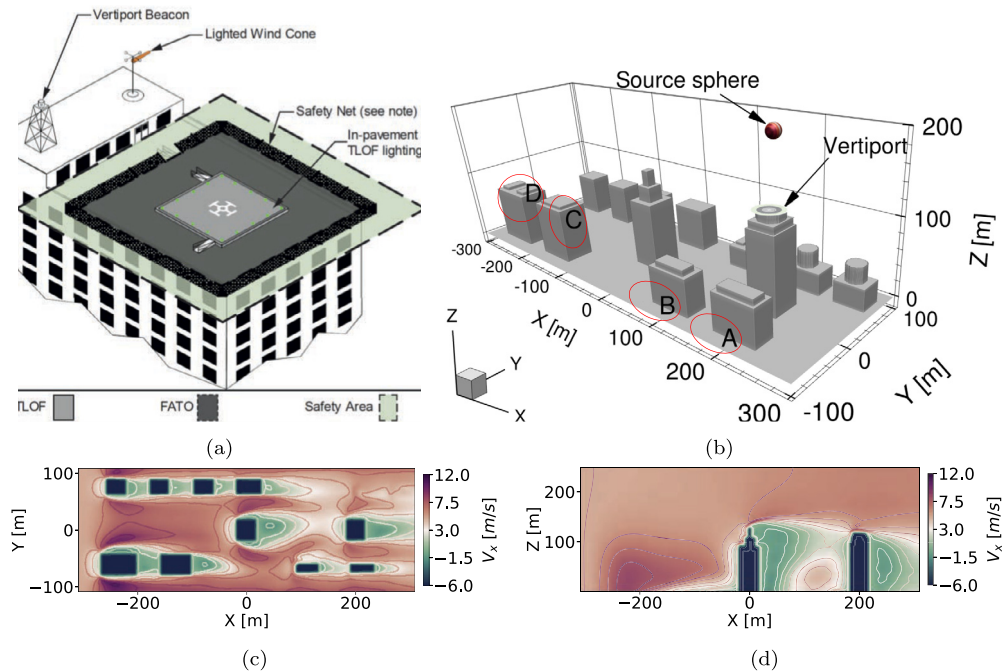 Vertiport Beacon
Lighted Wind Cone
Safety Net (see note)
In-pavement
TLOF lighting
TLOF
FATO
Safety Area
(a)
Source sphere
Vertiport
D
C
B
A
200
100
0
Z [m]
-300
-200
-100
0
100
200
300
X [m]
100
0
-100
Y [m]
Z
Y
X
(b)
100
0
-100
Y [m]
-200
0
200
X [m]
12.0
7.5
3.0
-1.5
-6.0
Vx [m/s]
(c)
200
100
Z [m]
-200
0
200
X [m]
12.0
7.5
3.0
-1.5
-6.0
Vx [m/s]
(d)